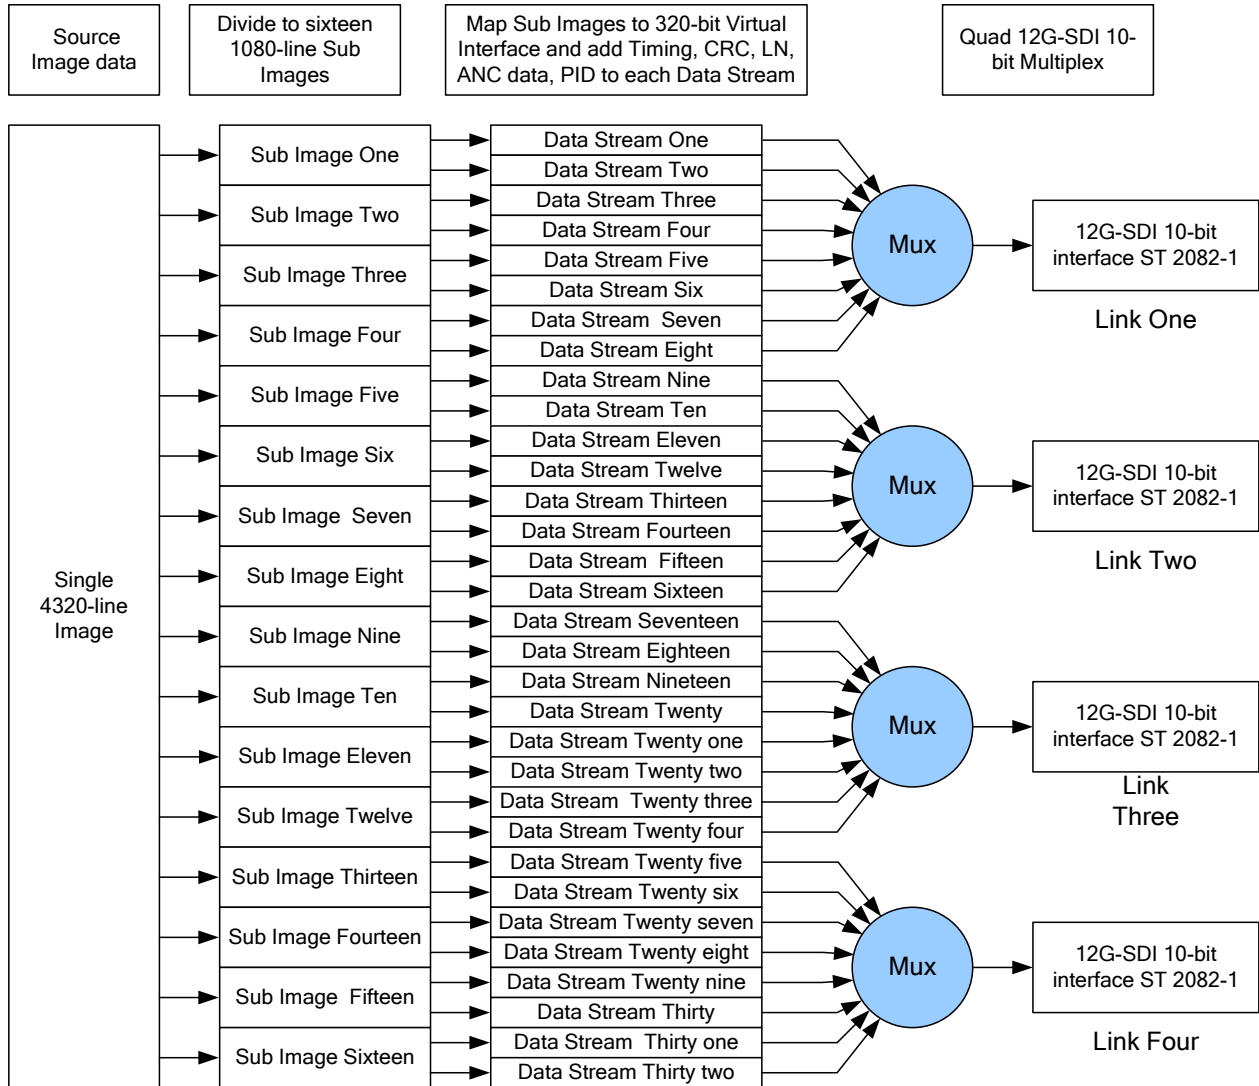 Source
Image data
Divide to sixteen
1080-line Sub
Images
Map Sub Images to 320-bit Virtual
Interface and add Timing, CRC, LN,
ANC data, PID to each Data Stream
Quad 12G-SDI 10-
bit Multiplex
Single
4320-line
Image
Sub Image One
Sub Image Two
Sub Image Three
Sub Image Four
Sub Image Five
Sub Image Six
Sub Image  Seven
Sub Image Eight
Sub Image Nine
Sub Image Ten
Sub Image Eleven
Sub Image Twelve
Sub Image Thirteen
Sub Image Fourteen
Sub Image  Fifteen
Sub Image Sixteen
Data Stream One
Data Stream Two
Data Stream Three
Data Stream Four
Data Stream Five
Data Stream Six
Data Stream  Seven
Data Stream Eight
Data Stream Nine
Data Stream Ten
Data Stream Eleven
Data Stream Twelve
Data Stream Thirteen
Data Stream Fourteen
Data Stream  Fifteen
Data Stream Sixteen
Data Stream Seventeen
Data Stream Eighteen
Data Stream Nineteen
Data Stream Twenty
Data Stream Twenty one
Data Stream Twenty two
Data Stream  Twenty three
Data Stream Twenty four
Data Stream Twenty five
Data Stream Twenty six
Data Stream Twenty seven
Data Stream Twenty eight
Data Stream Twenty nine
Data Stream Thirty
Data Stream  Thirty one
Data Stream Thirty two
Mux
12G-SDI 10-bit
interface ST 2082-1
Link One
Mux
12G-SDI 10-bit
interface ST 2082-1
Link Two
Mux
12G-SDI 10-bit
interface ST 2082-1
Link
Three
Mux
12G-SDI 10-bit
interface ST 2082-1
Link Four